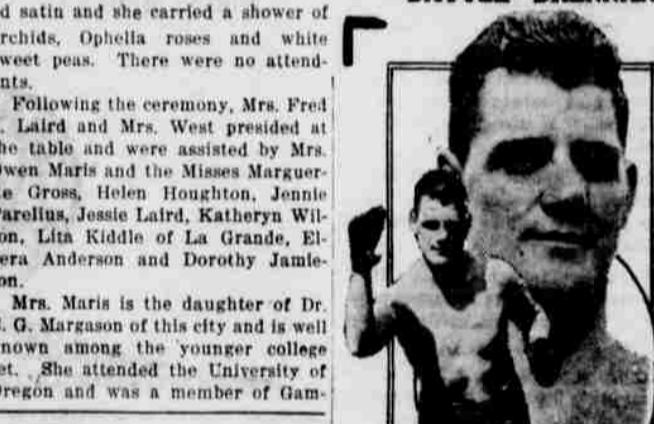 d satin and she carried a shower of
rchids, Ophelia roses and white
weet peas. There were no attend-
nts.
Following the ceremony, Mrs. Fred
. Laird and Mrs. West presided at
he table and were assisted by Mrs.
Owen Maris and the Misses Marguer-
te Gross, Helen Houghton, Jennie
Parelius, Jessie Laird, Katheryn Wil-
on, Lita Kiddle of La Grande, El-
era Anderson and Dorothy Jamie-
on.
Mrs. Maris is the daughter of Dr.
. G. Margason of this city and is well
nown among the younger college
et. She attended the University of
Oregon and was a member of Gam-